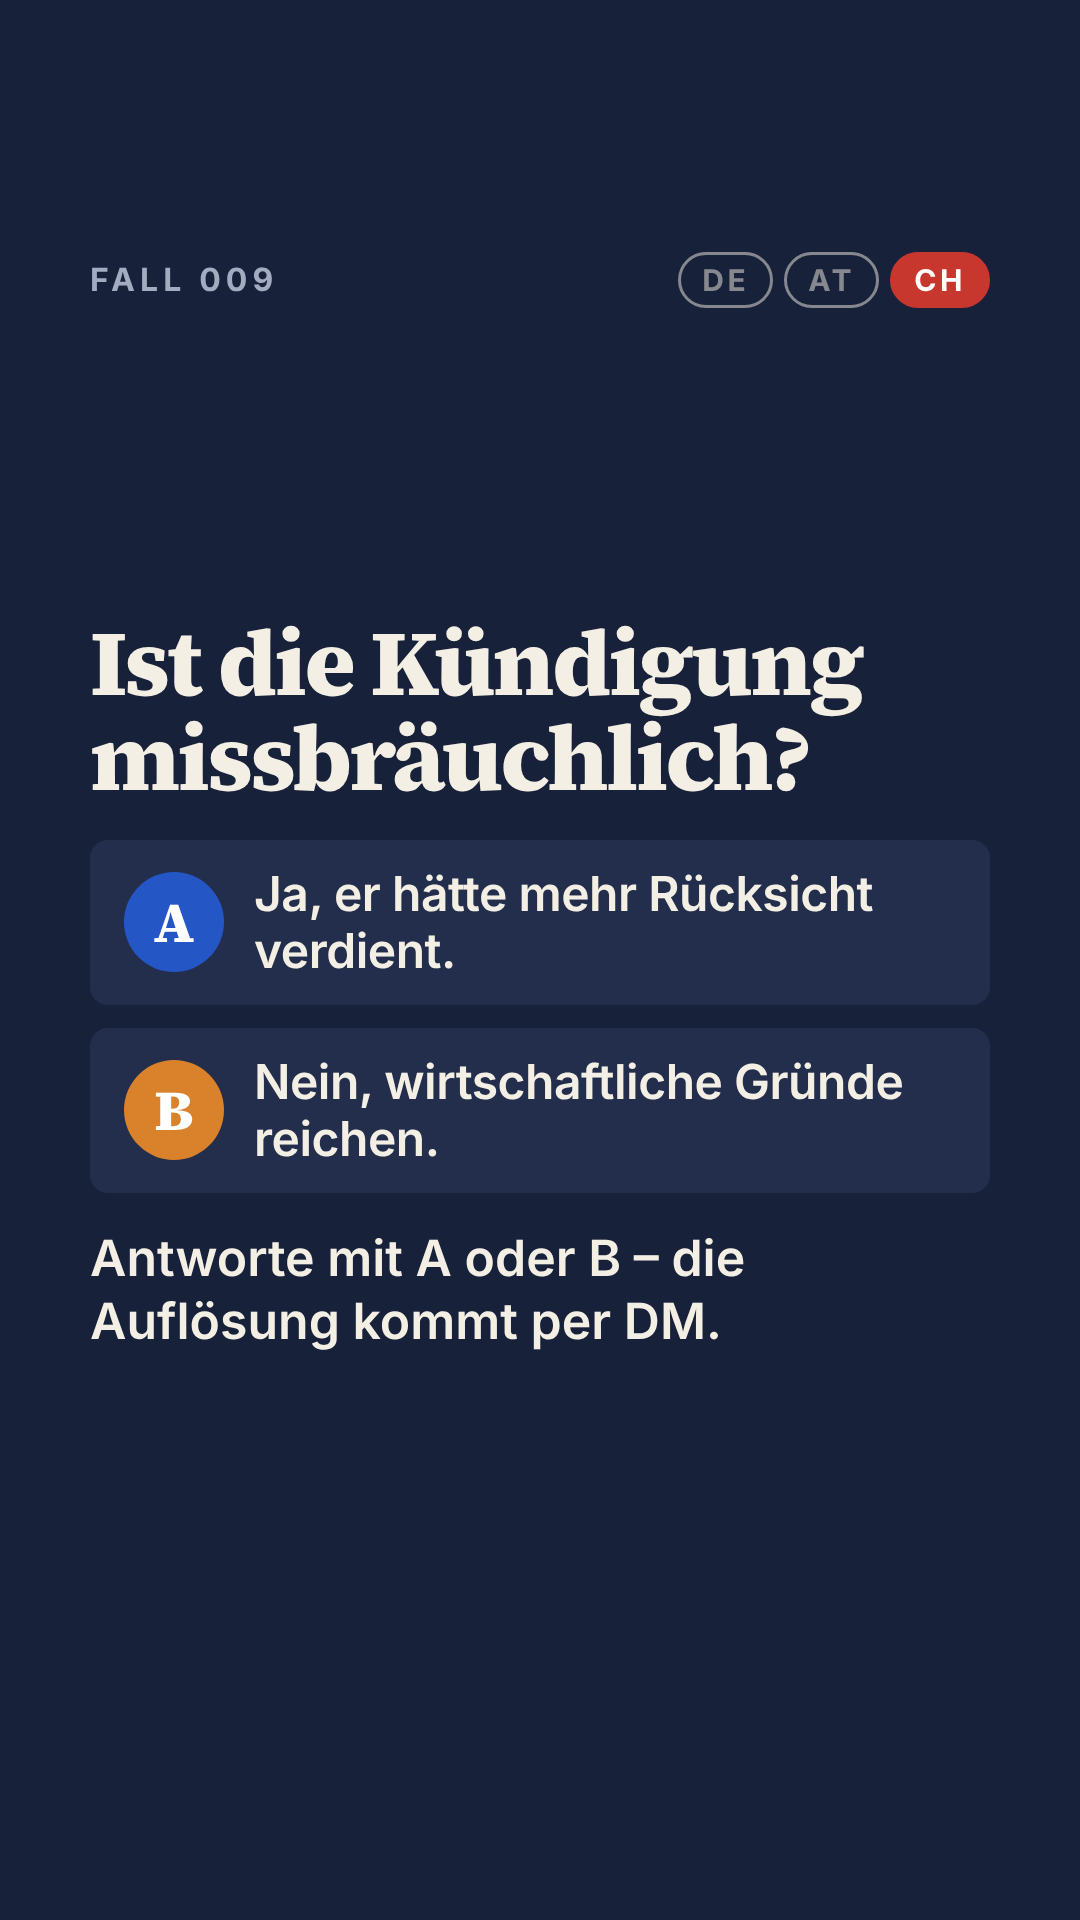 FALL 009
DE AT CH
Ist die Kündigung
missbräuchlich?
A Ja, er hätte mehr Rücksicht
verdient.
B Nein, wirtschaftliche Gründe
reichen.
Antworte mit A oder B – die
Auflösung kommt per DM.